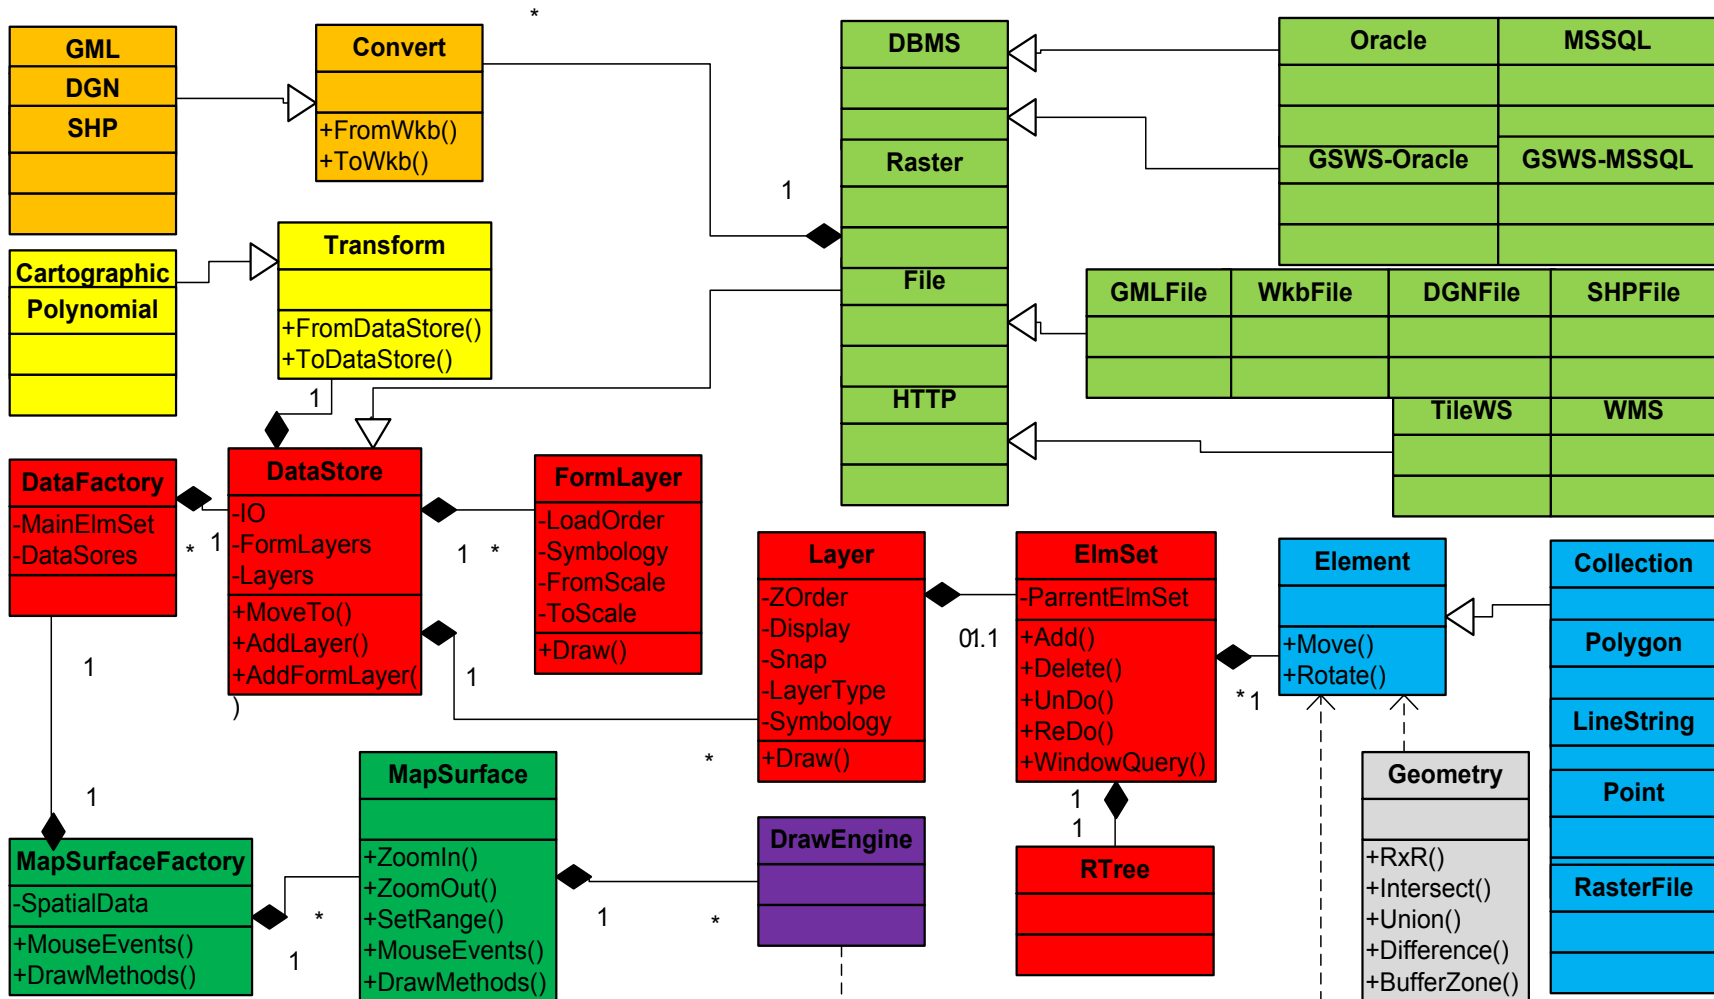 GML
DGN
SHP
Convert
+FromWkb()
+ToWkb()
*
1
DBMS
Raster
File
HTTP
Oracle
MSSQL
GSWS-Oracle
GSWS-MSSQL
GMLFile
WkbFile
DGNFile
SHPFile
TileWS
WMS
Cartographic
Polynomial
Transform
+FromDataStore()
+ToDataStore()
1
DataFactory
-MainElmSet
-DataSores
*
1
DataStore
-IO
-FormLayers
-Layers
+MoveTo()
+AddLayer()
+AddFormLayer(
)
1
*
FormLayer
-LoadOrder
-Symbology
-FromScale
-ToScale
+Draw()
1
*
Layer
-ZOrder
-Display
-Snap
-LayerType
-Symbology
+Draw()
01..1
ElmSet
-ParrentElmSet
+Add()
+Delete()
+UnDo()
+ReDo()
+WindowQuery()
*1
Element
+Move()
+Rotate()
Collection
Polygon
LineString
Point
RasterFile
1
1
MapSurfaceFactory
-SpatialData
+MouseEvents()
+DrawMethods()
*
1
MapSurface
+ZoomIn()
+ZoomOut()
+SetRange()
+MouseEvents()
+DrawMethods()
1
*
DrawEngine
1
1
RTree
Geometry
+RxR()
+Intersect()
+Union()
+Difference()
+BufferZone()